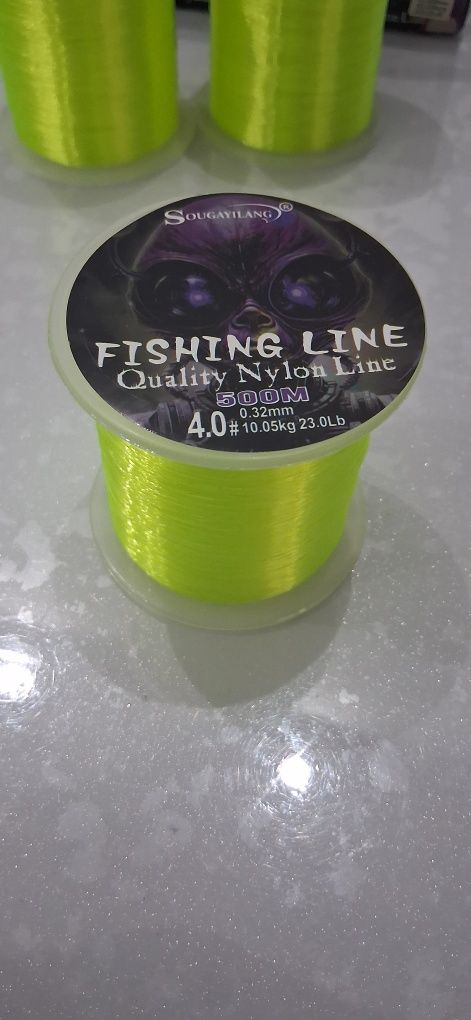 SOUGAYILANG®
FISHING LINE
Quality Nylon Line
500M
0.32mm
4.0# 10.05kg 23.0Lb